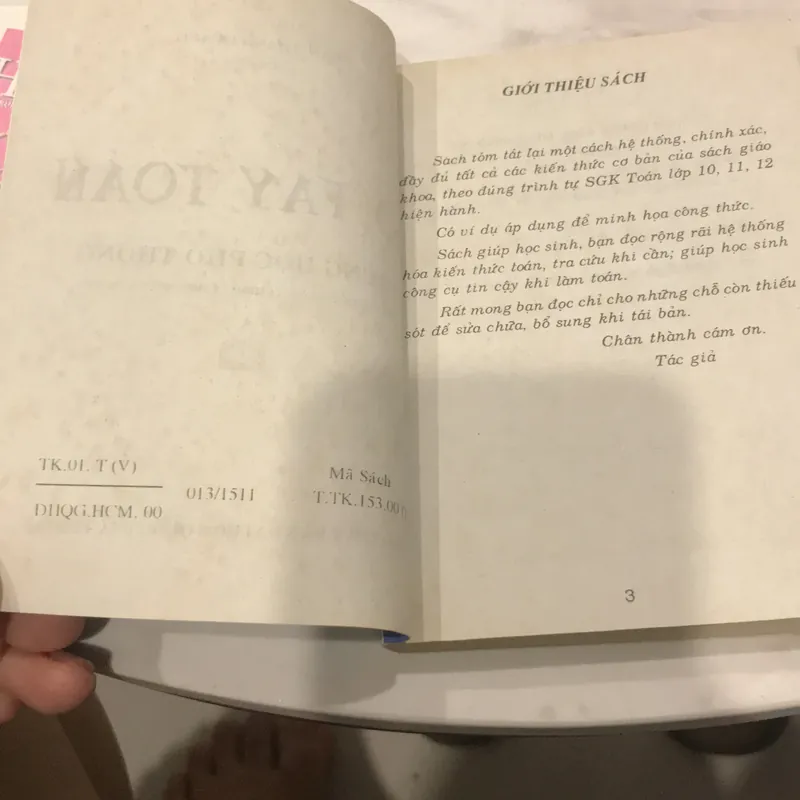 TK.01. T (V)
ĐHQG.HCM. 00
013/1511
Mã Sách
T.TK.153.00
GIỚI THIỆU SÁCH
Sách tóm tắt lại một cách hệ thống, chính xác,
đầy đủ tất cả các kiến thức cơ bản của sách giáo
khoa, theo đúng trình tự SGK Toán lớp 10, 11, 12
hiện hành.
Có ví dụ áp dụng để minh họa công thức.
Sách giúp học sinh, bạn đọc rộng rãi hệ thống
hóa kiến thức toán, tra cứu khi cần; giúp học sinh
công cụ tin cậy khi làm toán.
Rất mong bạn đọc chỉ cho những chỗ còn thiếu
sót để sửa chữa, bổ sung khi tái bản.
Chân thành cám ơn.
Tác giả
3